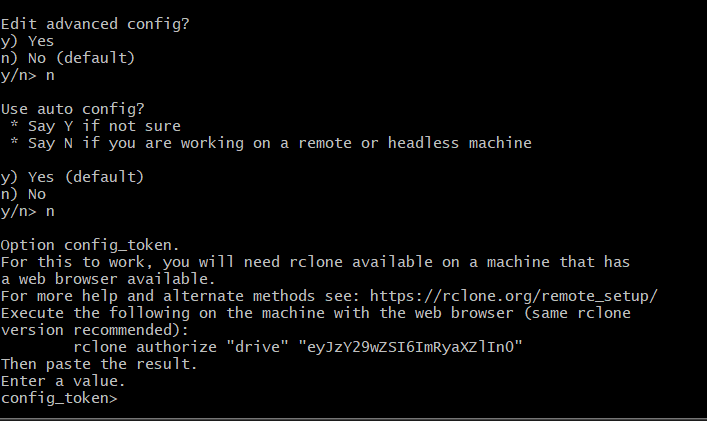 Edit advanced config?
y) Yes
n) No (default)
y/n> n
Use auto config?
* Say Y if not sure
* Say N if you are working on a remote or headless machine
y) Yes (default)
n) No
y/n> n
Option config_token.
For this to work, you will need rclone available on a machine that has
a web browser available.
For more help and alternate methods see: https://rclone.org/remote_setup/
Execute the following on the machine with the web browser (same rclone
version recommended):
rclone authorize "drive" "eyJzY29wZSI6ImRyaXZlIn0"
Then paste the result.
Enter a value.
config_token>